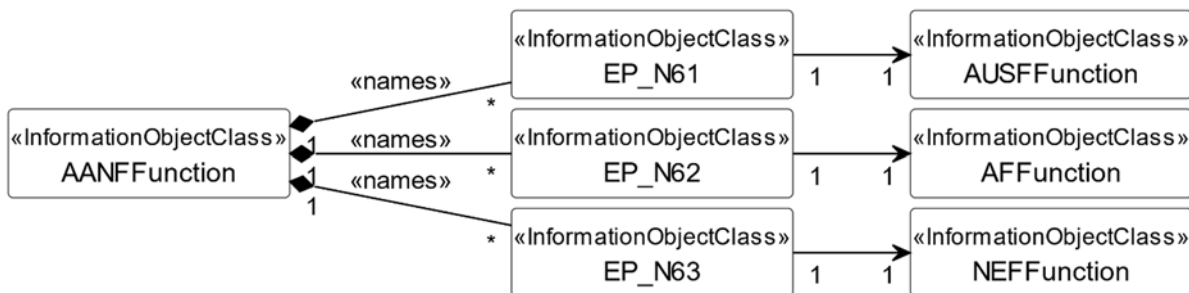 «InformationObjectClass»
EP_N61
«InformationObjectClass»
AUSFFunction
«names»
*
1
1
«InformationObjectClass»
AANFFunction
1
«names»
*
«InformationObjectClass»
EP_N62
1
1
«InformationObjectClass»
AFFunction
1
«names»
1
*
«InformationObjectClass»
EP_N63
1
1
«InformationObjectClass»
NEFFunction